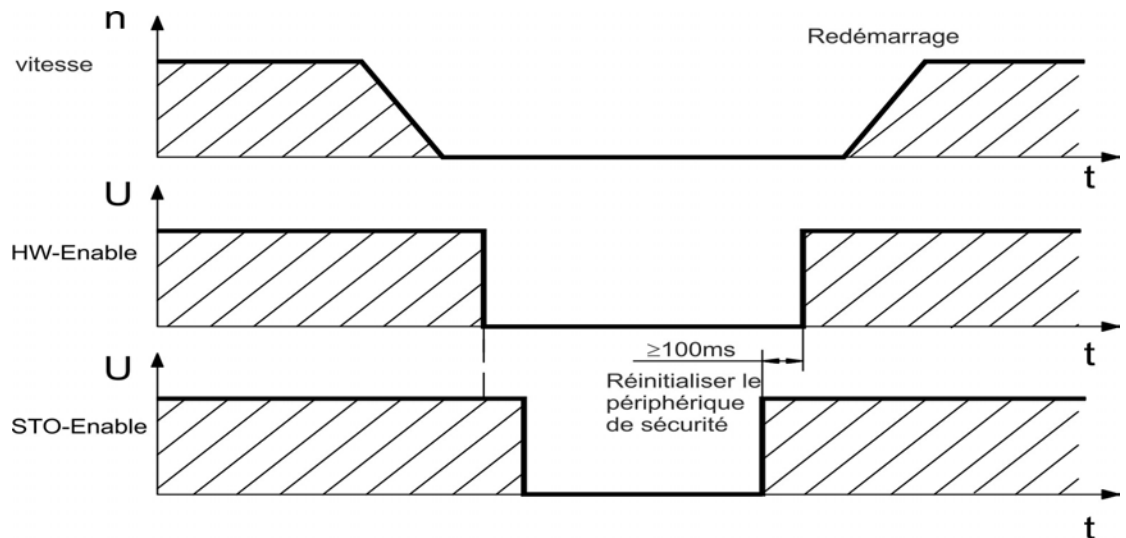 n
vitesse
Redémarrage
t
U
HW-Enable
t
≥100ms
U
Réinitialiser le
périphérique
de sécurité
STO-Enable
t